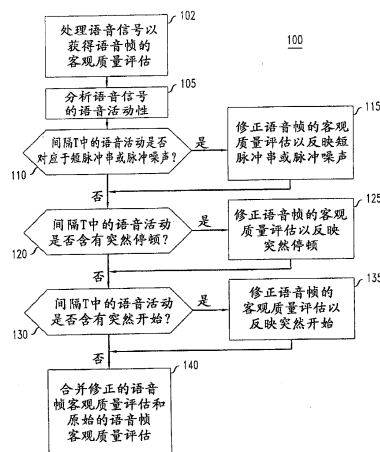 102
处理语音信号以
获得语音帧的
客观质量评估
100
105
分析语音信号
的语音活动性
间隔T中的语音活动是否
对应于短脉冲串或脉冲噪声?
110
是
115
修正语音帧的客观
质量评估以反映短
脉冲串或脉冲噪声
否
间隔T中的语音活动
是否含有突然停顿?
120
是
125
修正语音帧的客观
质量评估以反映
突然停顿
否
间隔T中的语音活动
是否含有突然开始?
130
是
135
修正语音帧的
客观质量评估以
反映突然开始
否
140
合并修正的语音
帧客观质量评估和
原始的语音帧
客观质量评估